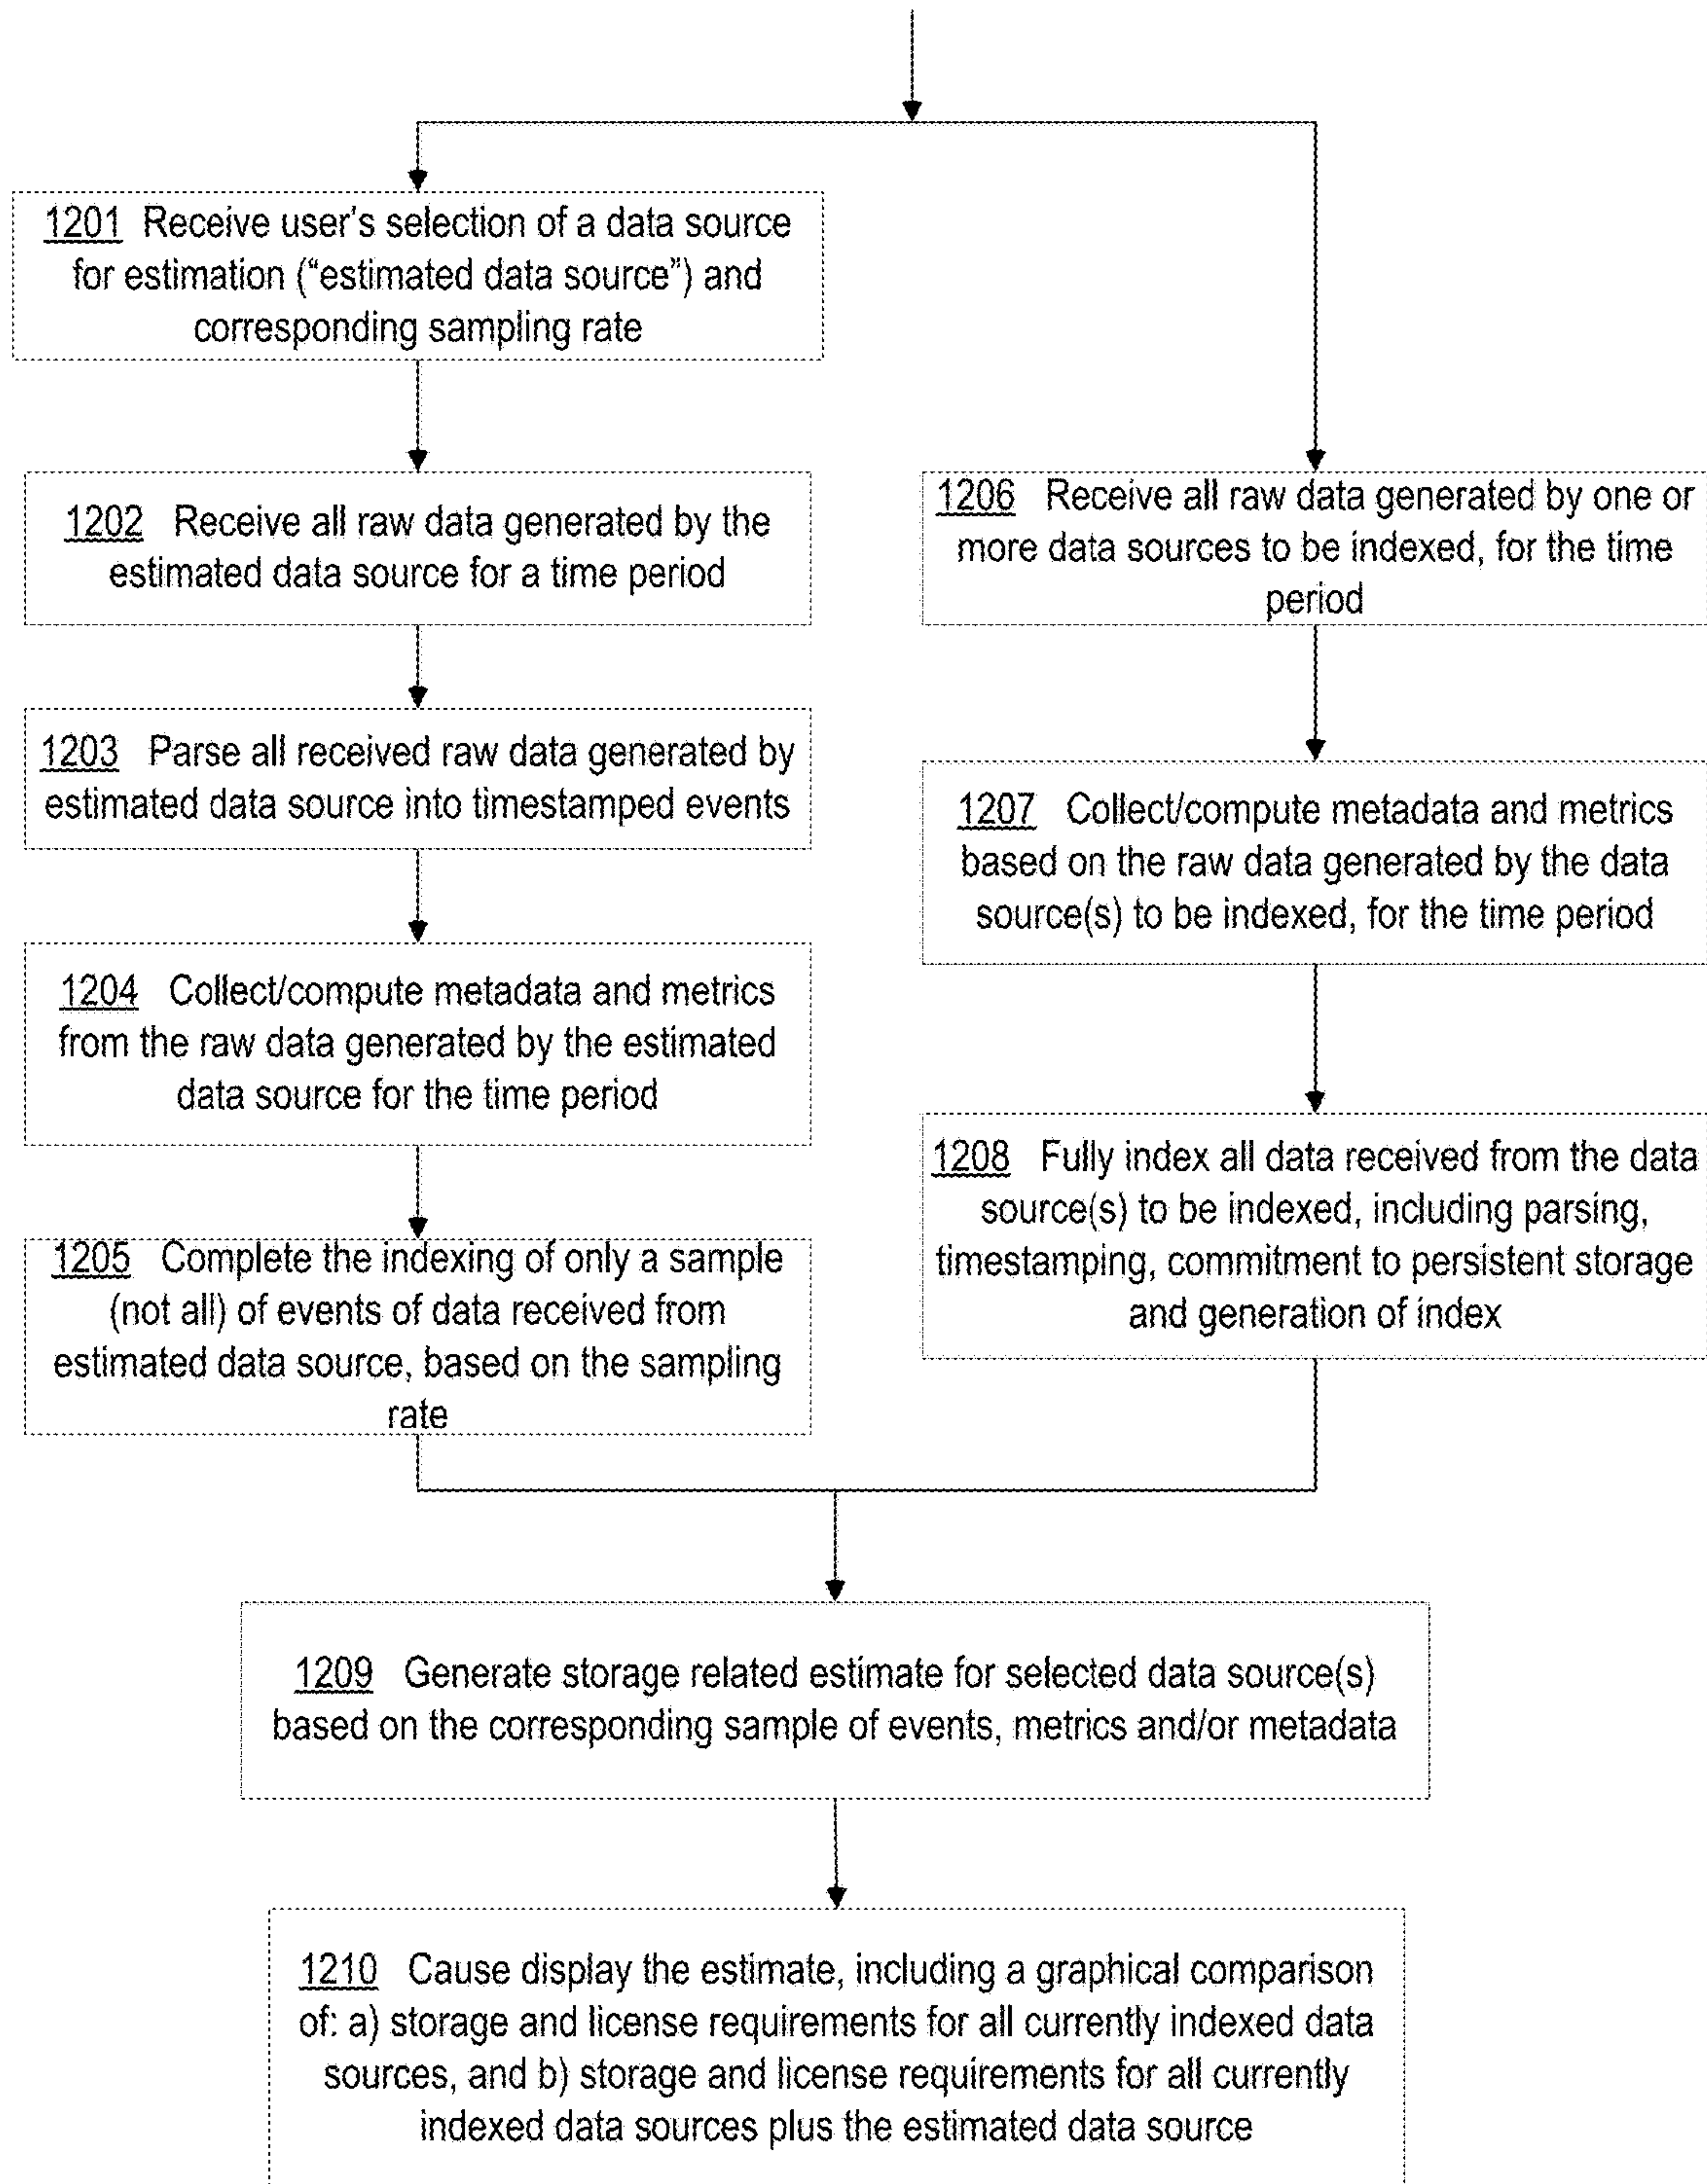 1201 Receive user's selection of a data source
for estimation (“estimated data source”) and
corresponding sampling rate
1202 Receive all raw data generated by the
estimated data source for a time period
1203 Parse all received raw data generated by
estimated data source into timestamped events
1204 Collect/compute metadata and metrics
from the raw data generated by the estimated
data source for the time period
1205 Complete the indexing of only a sample
(not all) of events of data received from
estimated data source, based on the sampling
rate
1206 Receive all raw data generated by one or
more data sources to be indexed, for the time
period
1207 Collect/compute metadata and metrics
based on the raw data generated by the data
source(s) to be indexed, for the time period
1208 Fully index all data received from the data
source(s) to be indexed, including parsing,
timestamping, commitment to persistent storage
and generation of index
1209 Generate storage related estimate for selected data source(s)
based on the corresponding sample of events, metrics and/or metadata
1210 Cause display the estimate, including a graphical comparison
of: a) storage and license requirements for all currently indexed data
sources, and b) storage and license requirements for all currently
indexed data sources plus the estimated data source